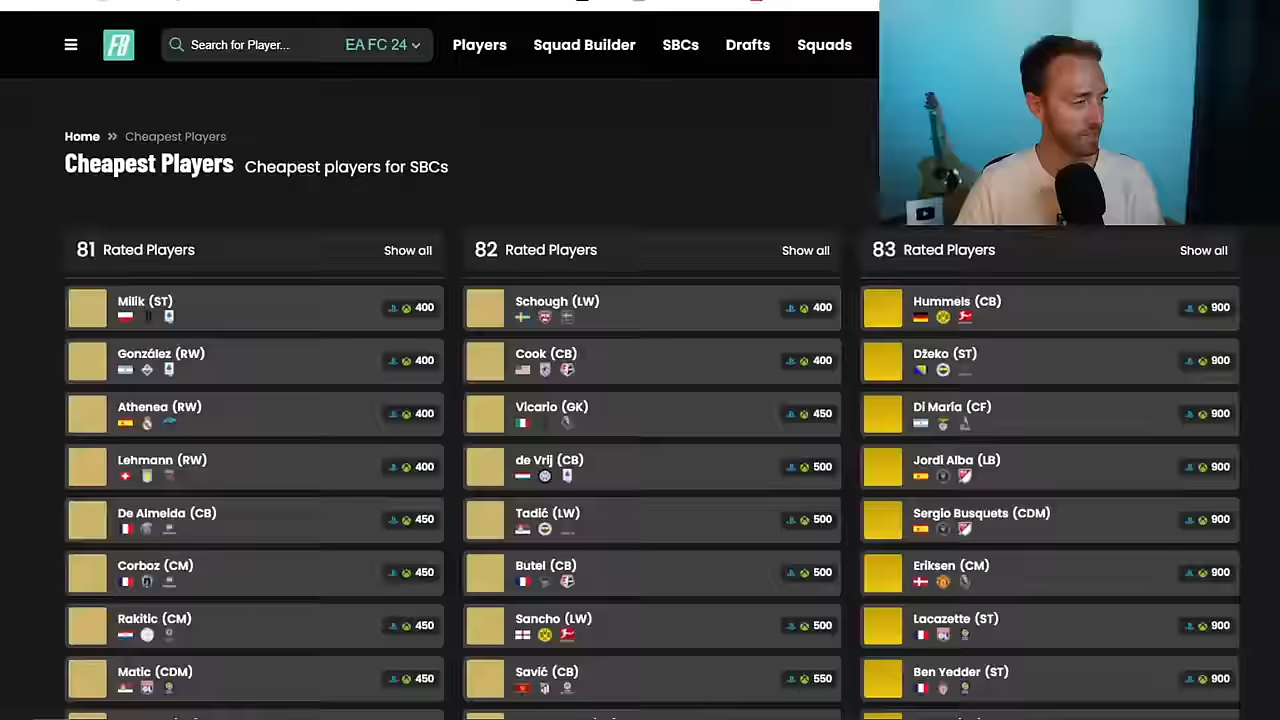 FB
Search for Player...
EA FC 24
Players
Squad Builder
SBCs
Drafts
Squads
Home » Cheapest Players
Cheapest Players Cheapest players for SBCs
81 Rated Players Show all
Milik (ST) 400
González (RW) 400
Athenea (RW) 400
Lehmann (RW) 400
De Almeida (CB) 450
Corboz (CM) 450
Rakitic (CM) 450
Matic (CDM) 450
82 Rated Players Show all
Schough (LW) 400
Cook (CB) 400
Vicario (GK) 450
de Vrij (CB) 500
Tadić (LW) 500
Butel (CB) 500
Sancho (LW) 500
Savić (CB) 550
83 Rated Players Show all
Hummels (CB) 900
Džeko (ST) 900
Di María (CF) 900
Jordi Alba (LB) 900
Sergio Busquets (CDM) 900
Eriksen (CM) 900
Lacazette (ST) 900
Ben Yedder (ST) 900